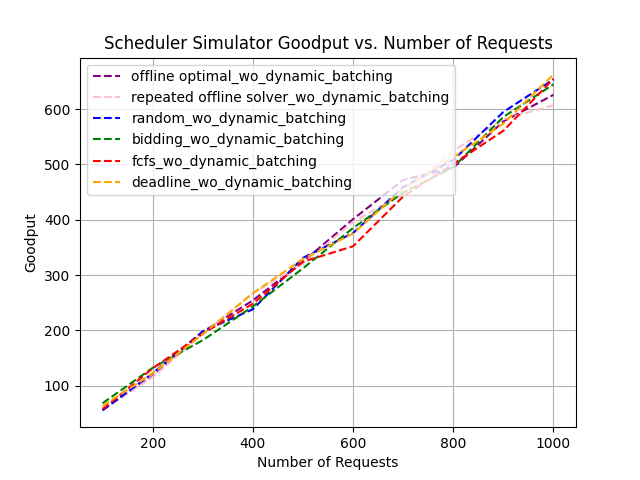 Scheduler Simulator Goodput vs. Number of Requests
offline optimal_wo_dynamic_batching
repeated offline solver_wo_dynamic_batching
random_wo_dynamic_batching
bidding_wo_dynamic_batching
fcfs_wo_dynamic_batching
deadline_wo_dynamic_batching
Goodput
600
500
400
300
200
100
200 400 600 800 1000
Number of Requests